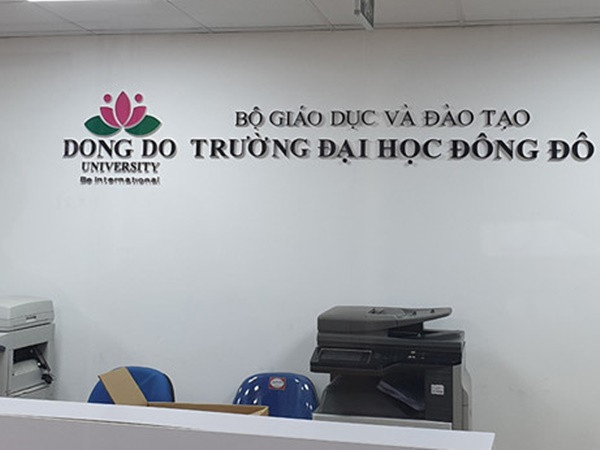 DONG DO
UNIVERSITY
Be International
BỘ GIÁO DỤC VÀ ĐÀO TẠO
TRƯỜNG ĐẠI HỌC ĐÔNG ĐÔ